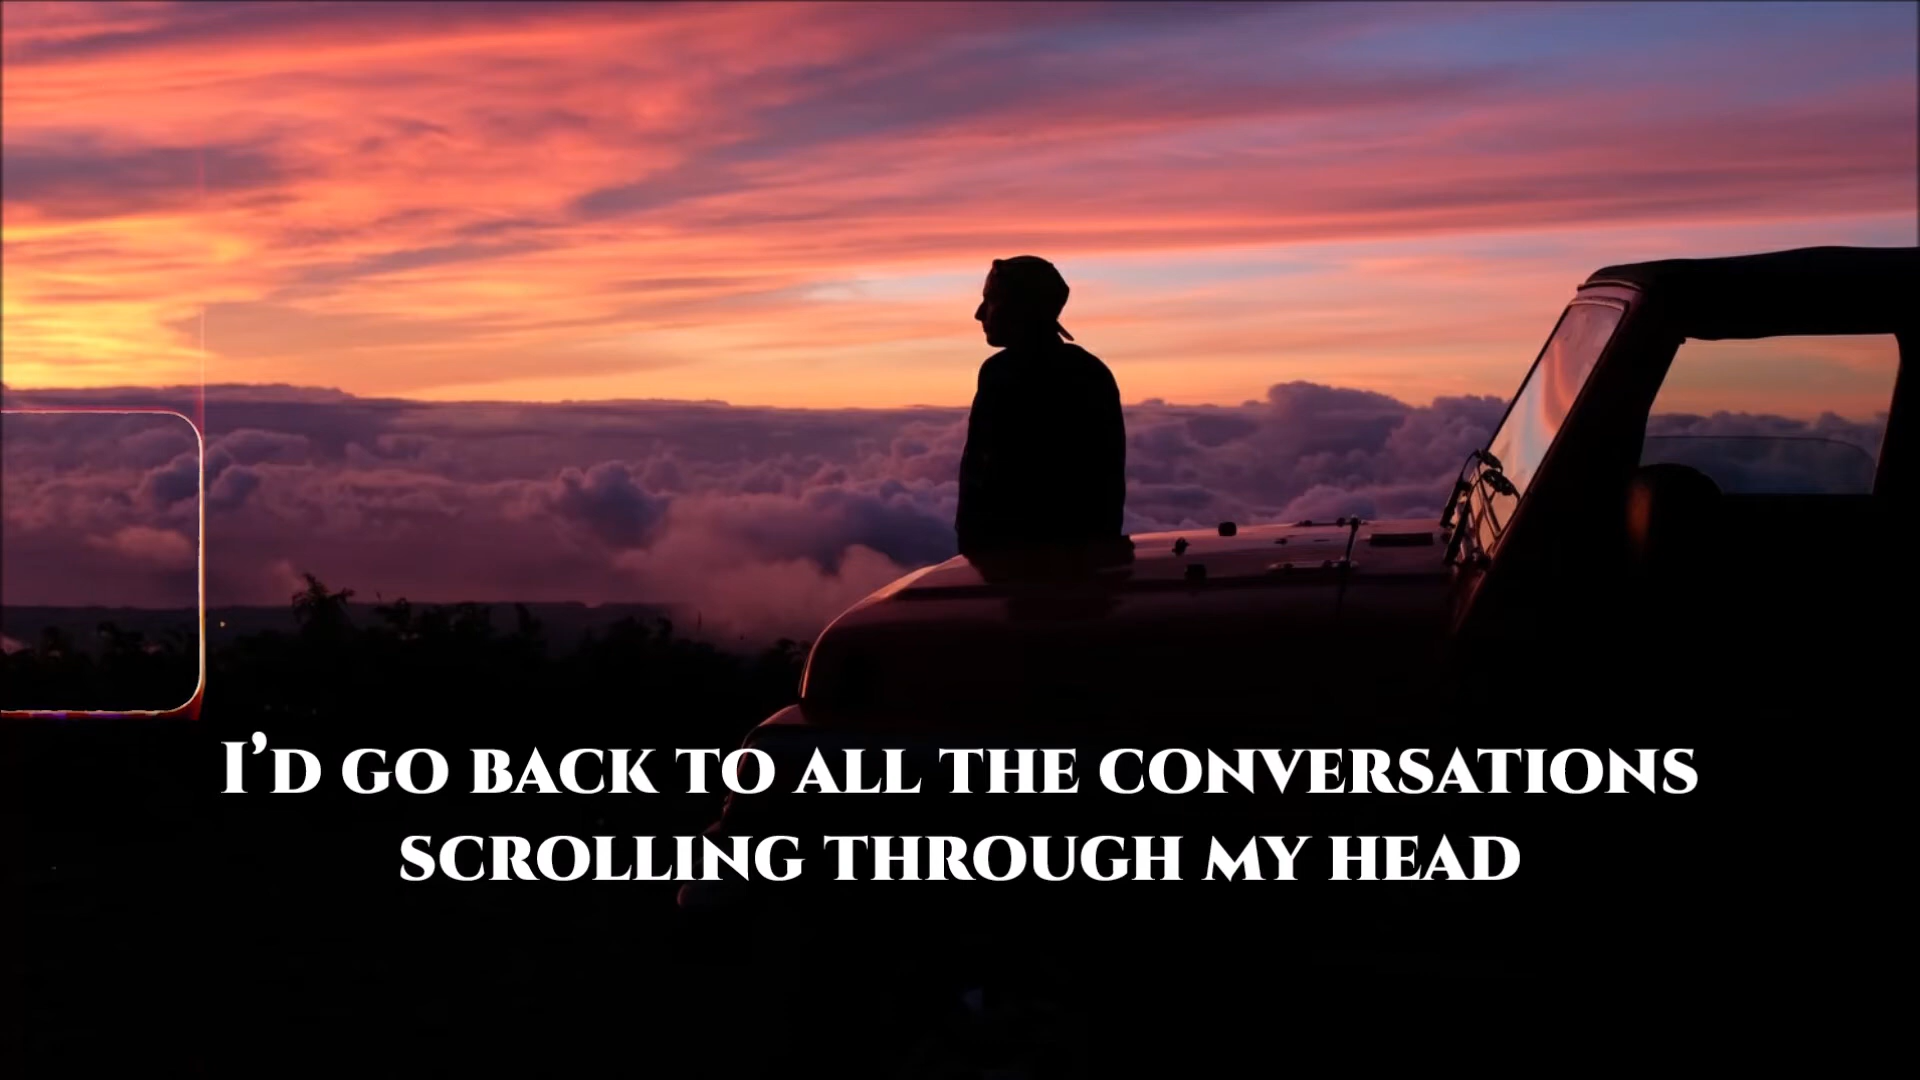 I'D GO BACK TO ALL THE CONVERSATIONS
SCROLLING THROUGH MY HEAD